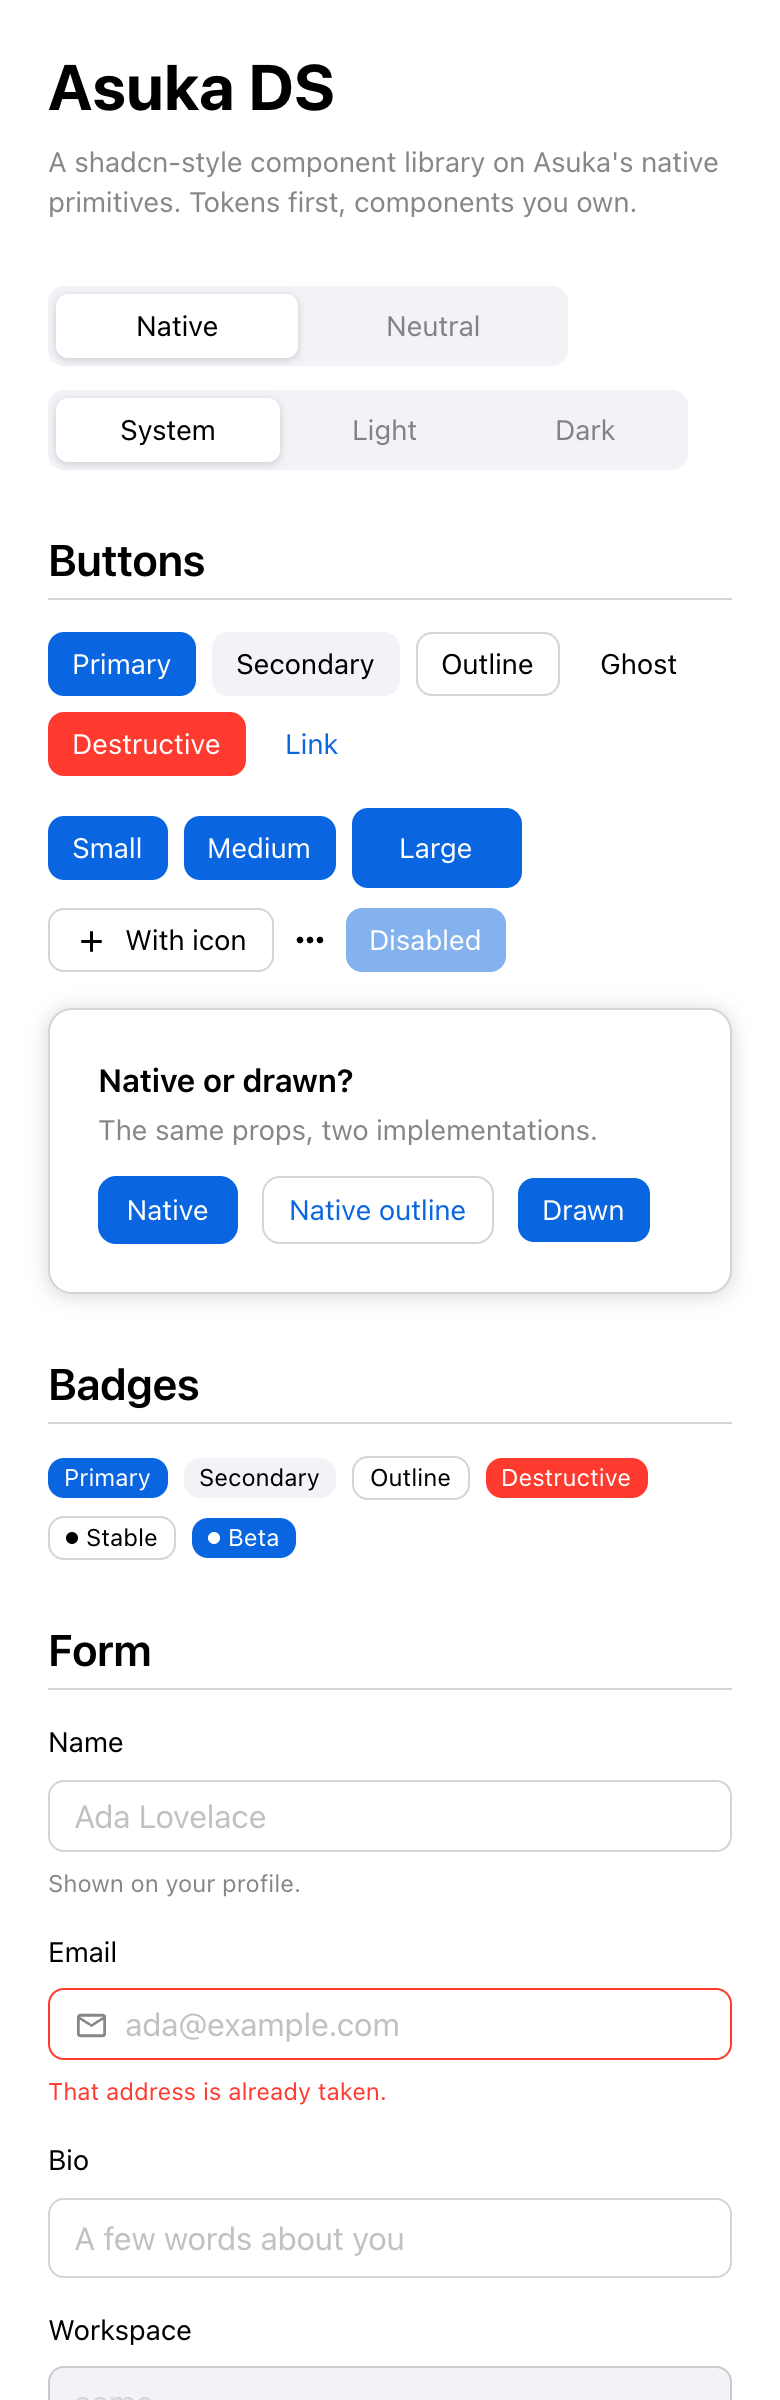 Asuka DS
A shadcn-style component library on Asuka's native
primitives. Tokens first, components you own.
Native Neutral
System Light Dark
Buttons
Primary Secondary Outline Ghost
Destructive Link
Small Medium Large
With icon Disabled
Native or drawn?
The same props, two implementations.
Native Native outline Drawn
Badges
Primary Secondary Outline Destructive
Stable Beta
Form
Name
Ada Lovelace
Shown on your profile.
Email
ada@example.com
That address is already taken.
Bio
A few words about you
Workspace